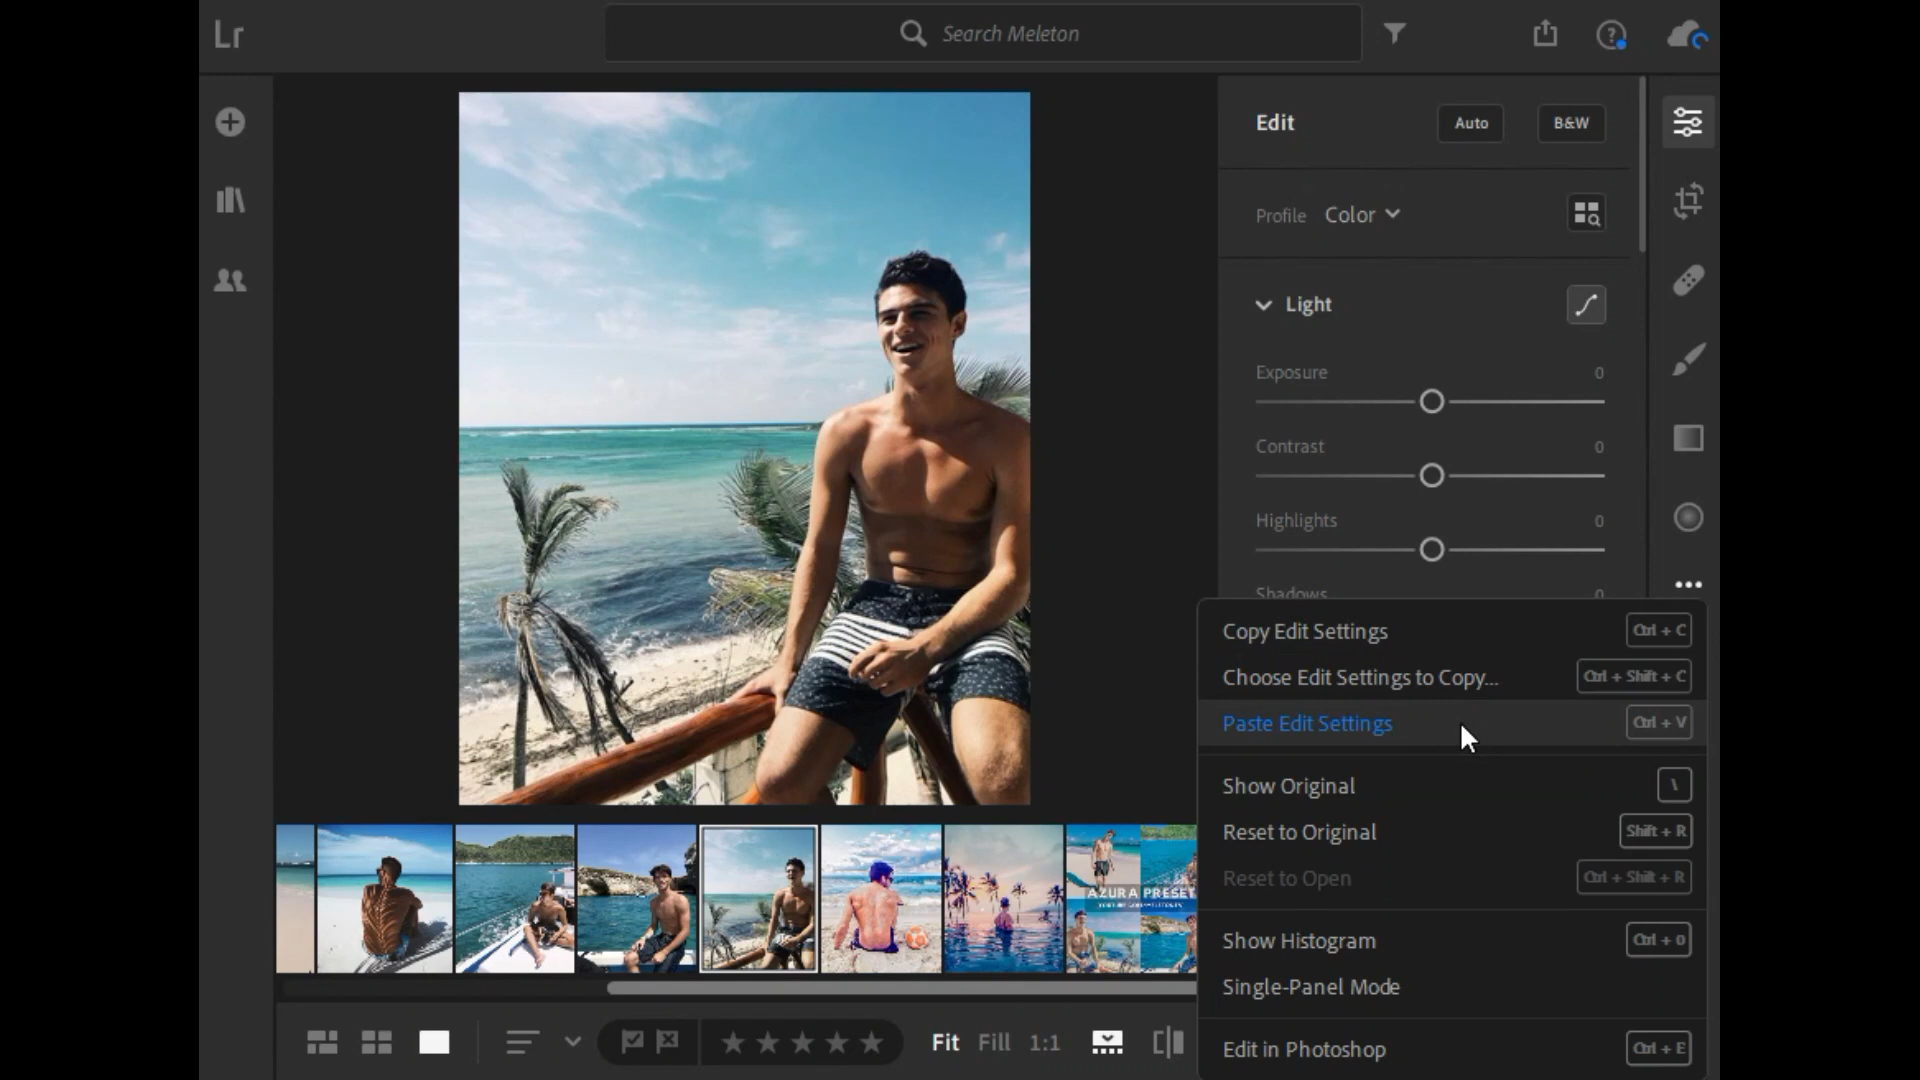 Lr
Search Meleton
Edit
Auto
B&W
Profile
Color
Light
Exposure
0
Contrast
0
Highlights
0
Shadows
0
Copy Edit Settings
Ctrl + C
Choose Edit Settings to Copy...
Ctrl + Shift + C
Paste Edit Settings
Ctrl + V
Show Original
\
Reset to Original
Shift + R
Reset to Open
Ctrl + Shift + R
Show Histogram
Ctrl + 0
Single-Panel Mode
Edit in Photoshop
Ctrl + E
AZURA PRESET
Fit
Fill
1:1